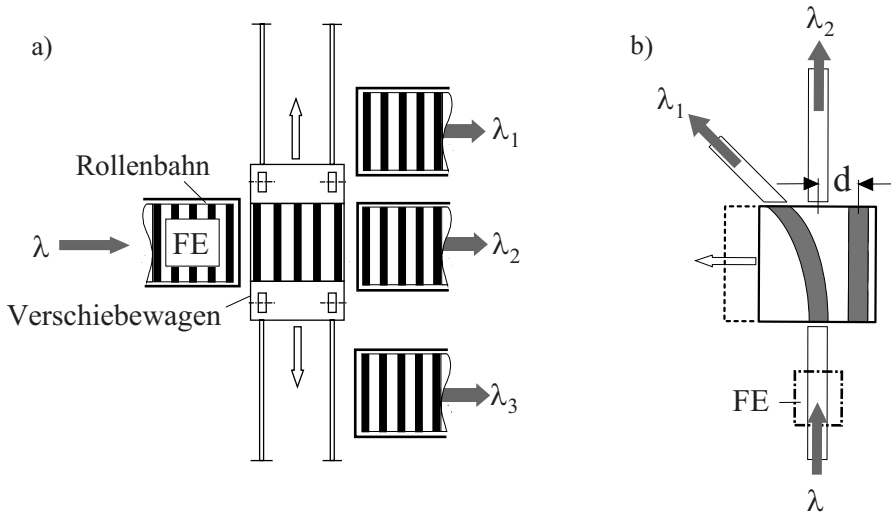 a)
Rollenbahn
FE
λ
λ₁
λ₂
λ₃
Verschiebewagen
b)
λ₂
λ₁
d
FE
λ